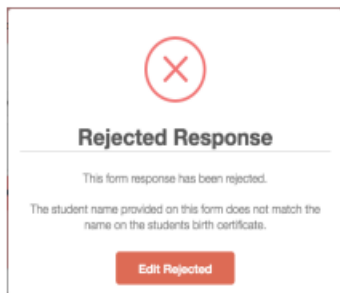 Rejected Response
This form response has been rejected.
The student name provided on this form does not match the
name on the students birth certificate.
Edit Rejected